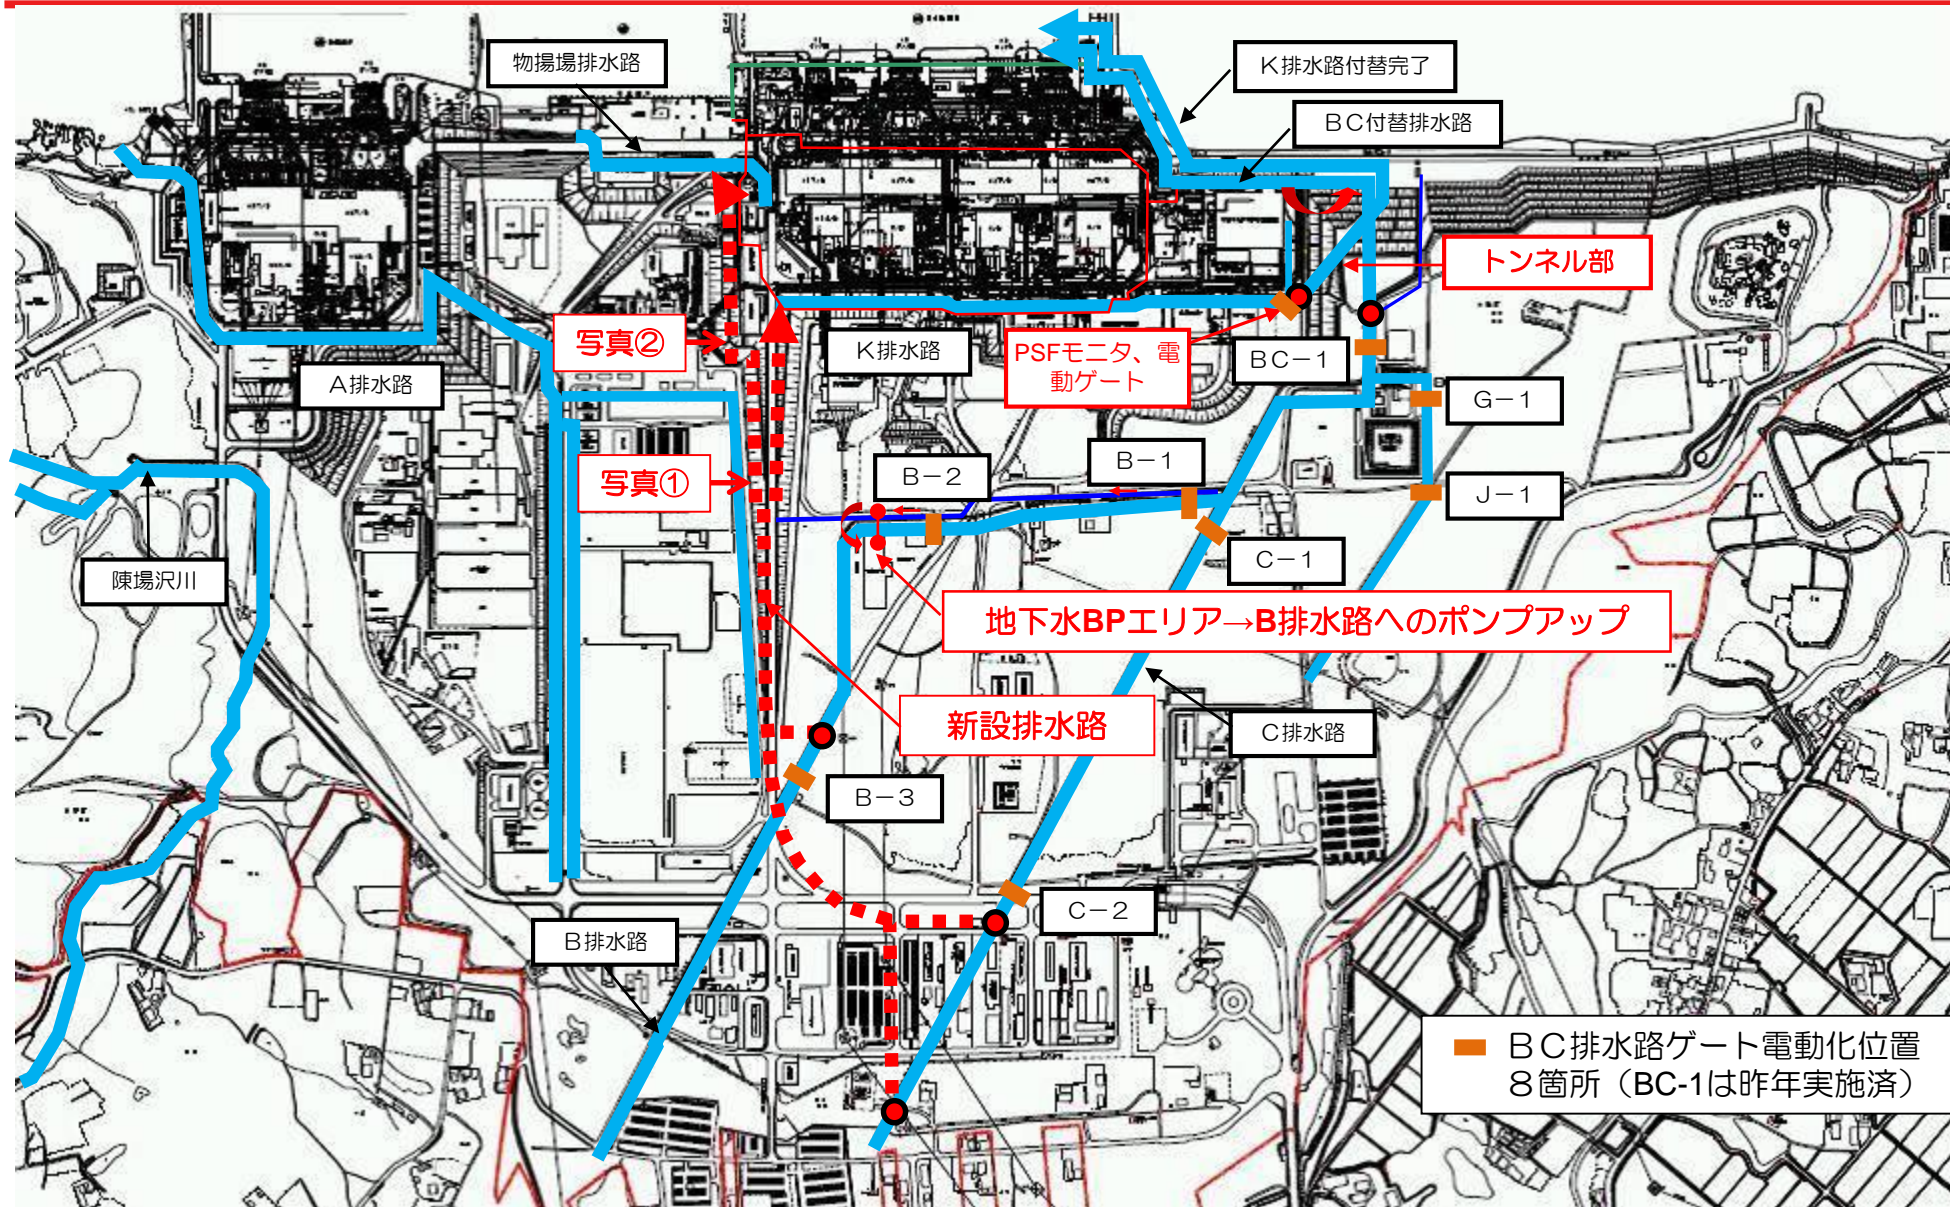 物揚場排水路
K排水路付替完了
BC付替排水路
トンネル部
写真②
K排水路
PSFモニタ、電
動ゲート
BC−1
A排水路
G−1
写真①
B−2
B−1
J−1
C−1
陳場沢川
地下水BPエリア→B排水路へのポンプアップ
新設排水路
C排水路
B−3
C−2
B排水路
BC排水路ゲート電動化位置
8箇所（BC-1は昨年実施済）